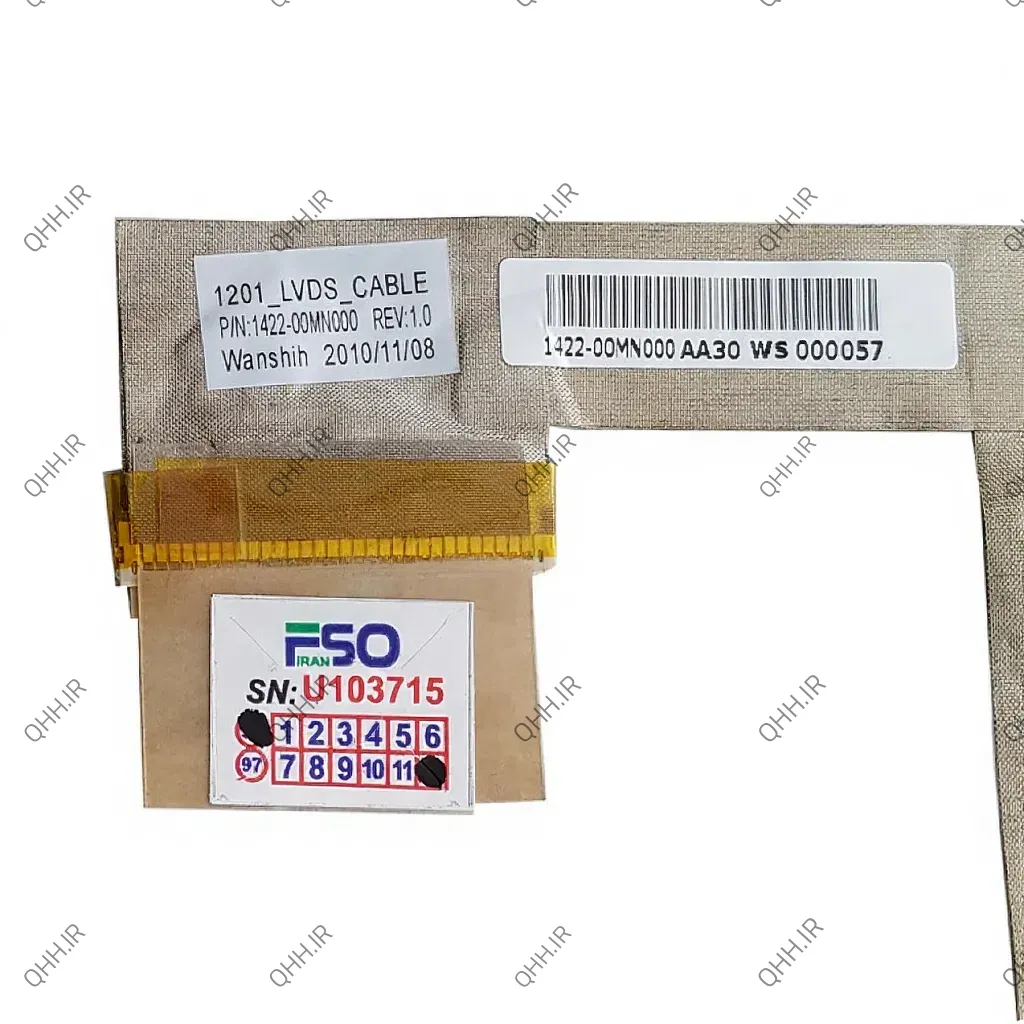 1201_LVDS_CABLE
P/N:1422-00MN000 REV:1.0
Wanshih 2010/11/08
1422-00MN000 AA30 WS 000057
FSO
IRAN
SN: U103715
1 2 3 4 5 6
97 7 8 9 10 11
QHH.IR